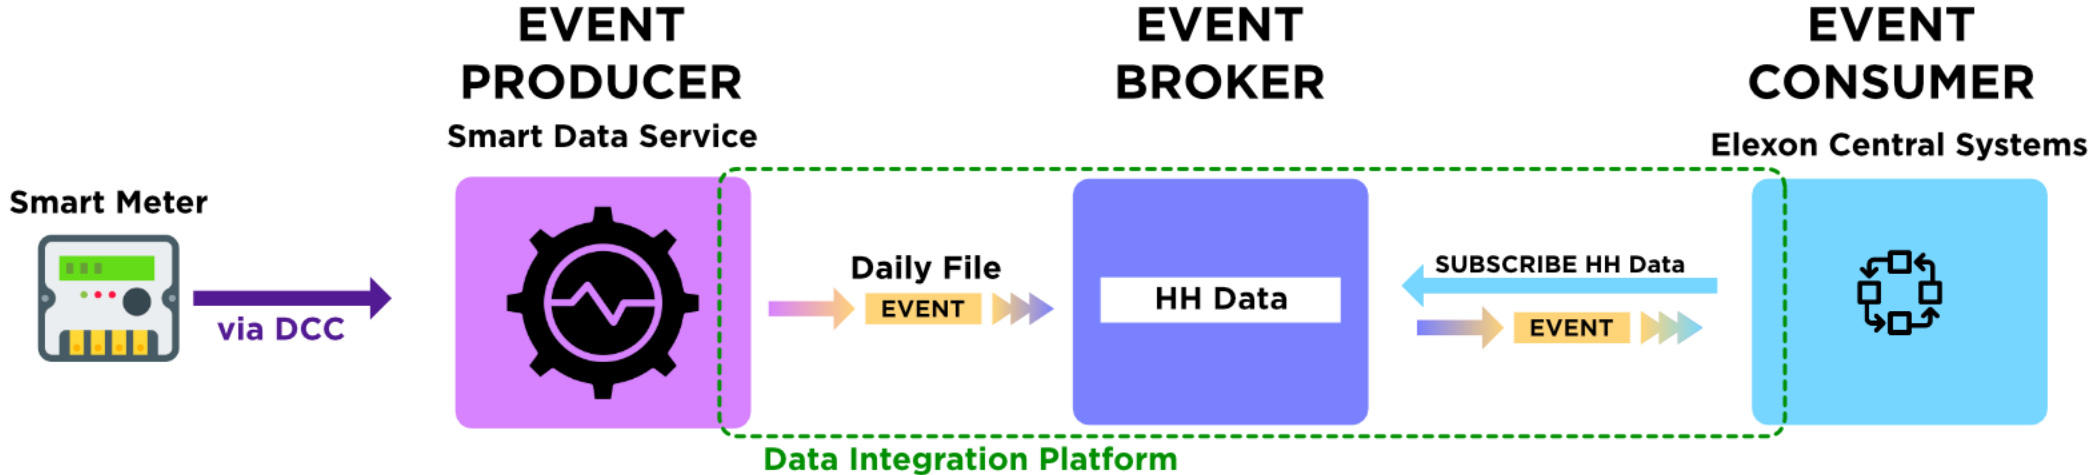 EVENT
PRODUCER
Smart Data Service
EVENT
BROKER
EVENT
CONSUMER
Elexon Central Systems
Smart Meter
via DCC
Daily File
EVENT
HH Data
SUBSCRIBE HH Data
EVENT
Data Integration Platform